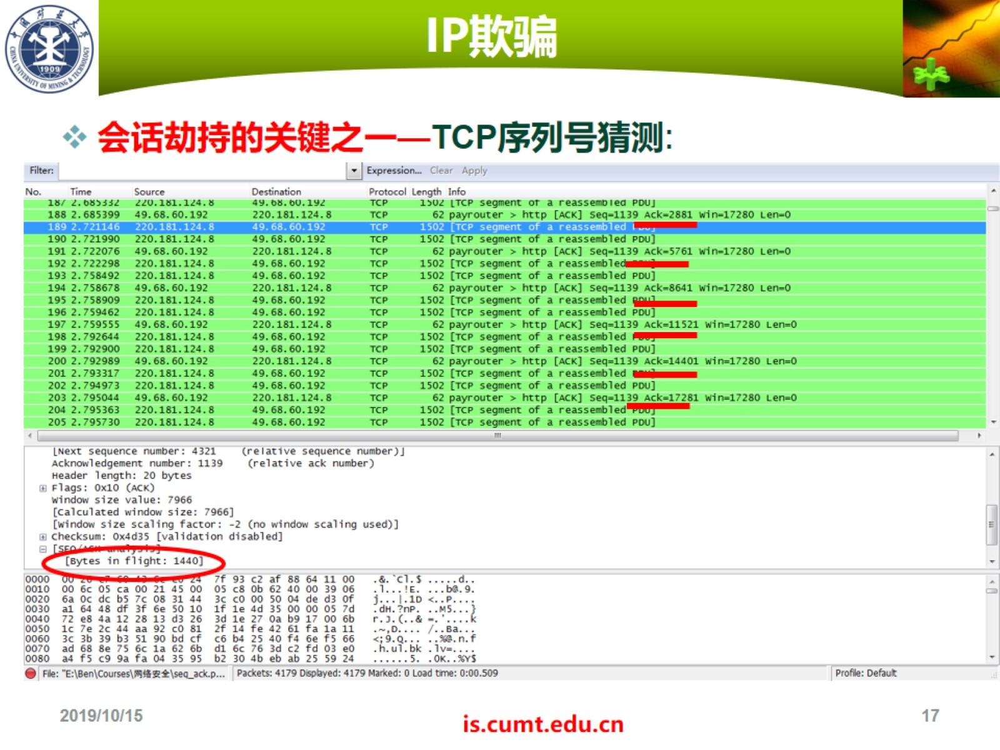 IP欺骗
1909
CHINA UNIVERSITY OF MINING & TECHNOLOGY
会话劫持的关键之一—TCP序列号猜测:
Filter: Expression... Clear Apply
No. Time Source Destination Protocol Length Info
187 2.685332 220.181.124.8 49.68.60.192 TCP 1502 [TCP segment of a reassembled PDU]
188 2.685399 49.68.60.192 220.181.124.8 TCP 62 payrouter > http [ACK] Seq=1139 Ack=2881 Win=17280 Len=0
189 2.721146 220.181.124.8 49.68.60.192 TCP 1502 [TCP segment of a reassembled PDU]
190 2.721990 220.181.124.8 49.68.60.192 TCP 1502 [TCP segment of a reassembled PDU]
191 2.722076 49.68.60.192 220.181.124.8 TCP 62 payrouter > http [ACK] Seq=1139 Ack=5761 Win=17280 Len=0
192 2.722298 220.181.124.8 49.68.60.192 TCP 1502 [TCP segment of a reassembled
193 2.758492 220.181.124.8 49.68.60.192 TCP 1502 [TCP segment of a reassembled PDU]
194 2.758678 49.68.60.192 220.181.124.8 TCP 62 payrouter > http [ACK] Seq=1139 Ack=8641 Win=17280 Len=0
195 2.758909 220.181.124.8 49.68.60.192 TCP 1502 [TCP segment of a reassembled PDU]
196 2.759462 220.181.124.8 49.68.60.192 TCP 1502 [TCP segment of a reassembled PDU]
197 2.759555 49.68.60.192 220.181.124.8 TCP 62 payrouter > http [ACK] Seq=1139 Ack=11521 Win=17280 Len=0
198 2.792644 220.181.124.8 49.68.60.192 TCP 1502 [TCP segment of a reassembled PDU]
199 2.792900 220.181.124.8 49.68.60.192 TCP 1502 [TCP segment of a reassembled PDU]
200 2.792989 49.68.60.192 220.181.124.8 TCP 62 payrouter > http [ACK] Seq=1139 Ack=14401 Win=17280 Len=0
201 2.793317 220.181.124.8 49.68.60.192 TCP 1502 [TCP segment of a reassembled PDU]
202 2.794973 220.181.124.8 49.68.60.192 TCP 1502 [TCP segment of a reassembled PDU]
203 2.795044 49.68.60.192 220.181.124.8 TCP 62 payrouter > http [ACK] Seq=1139 Ack=17281 Win=17280 Len=0
204 2.795363 220.181.124.8 49.68.60.192 TCP 1502 [TCP segment of a reassembled PDU]
205 2.795730 220.181.124.8 49.68.60.192 TCP 1502 [TCP segment of a reassembled PDU]
[Next sequence number: 4321 (relative sequence number)]
Acknowledgement number: 1139 (relative ack number)
Header length: 20 bytes
Flags: 0x10 (ACK)
Window size value: 7966
[Calculated window size: 7966]
[Window size scaling factor: -2 (no window scaling used)]
Checksum: 0x4d35 [validation disabled]
[SEQ/ACK analysis]
[Bytes in flight: 1440]
0000 00 26 c7 60 43 6c c0 24 7f 93 c2 af 88 64 11 00 .&.`Cl.$ .....d..
0010 00 6c 05 ca 00 21 45 00 05 c8 0b 62 40 00 39 06 .l...!E. ...b@.9.
0020 6a 0c dc b5 7c 08 31 44 3c c0 00 50 04 de d3 0f j...|.1D <..P....
0030 a1 64 48 df 3f 6e 50 10 1f 1e 4d 35 00 00 05 7d .dH.?nP. ..M5...}
0040 72 e8 4a 12 28 13 d3 26 3d 1e 27 0a b9 17 00 6b r.J.(..& =.'....k
0050 1c 7e 2c 44 aa 92 c0 81 2f 14 fe 42 61 fa 1a 11 .~,D.... /..Ba...
0060 3c 3b 39 b3 51 90 bd cf c6 b4 25 40 f4 6e f5 66 <;9.Q... ..%@.n.f
0070 ad 68 8e 75 6c 1a 62 6b d1 6c 76 3d c2 fd 03 e0 .h.ul.bk .lv=....
0080 a4 f5 c9 9a fa 04 35 95 b2 30 4b eb ab 25 59 24 ......5. .0K..%Y$
File: "E:\Ben\Courses\网络安全\seq_ack.p... Packets: 4179 Displayed: 4179 Marked: 0 Load time: 0:00.509 Profile: Default
2019/10/15
is.cumt.edu.cn
17